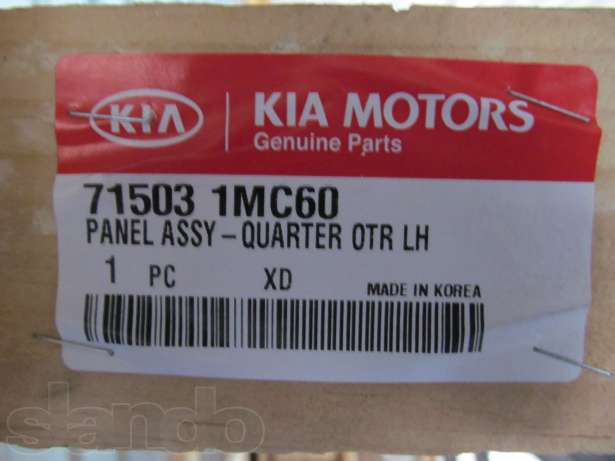 KIA
KIA MOTORS
Genuine Parts
71503 1MC60
PANEL ASSY-QUARTER OTR LH
1 PC XD
MADE IN KOREA
slando